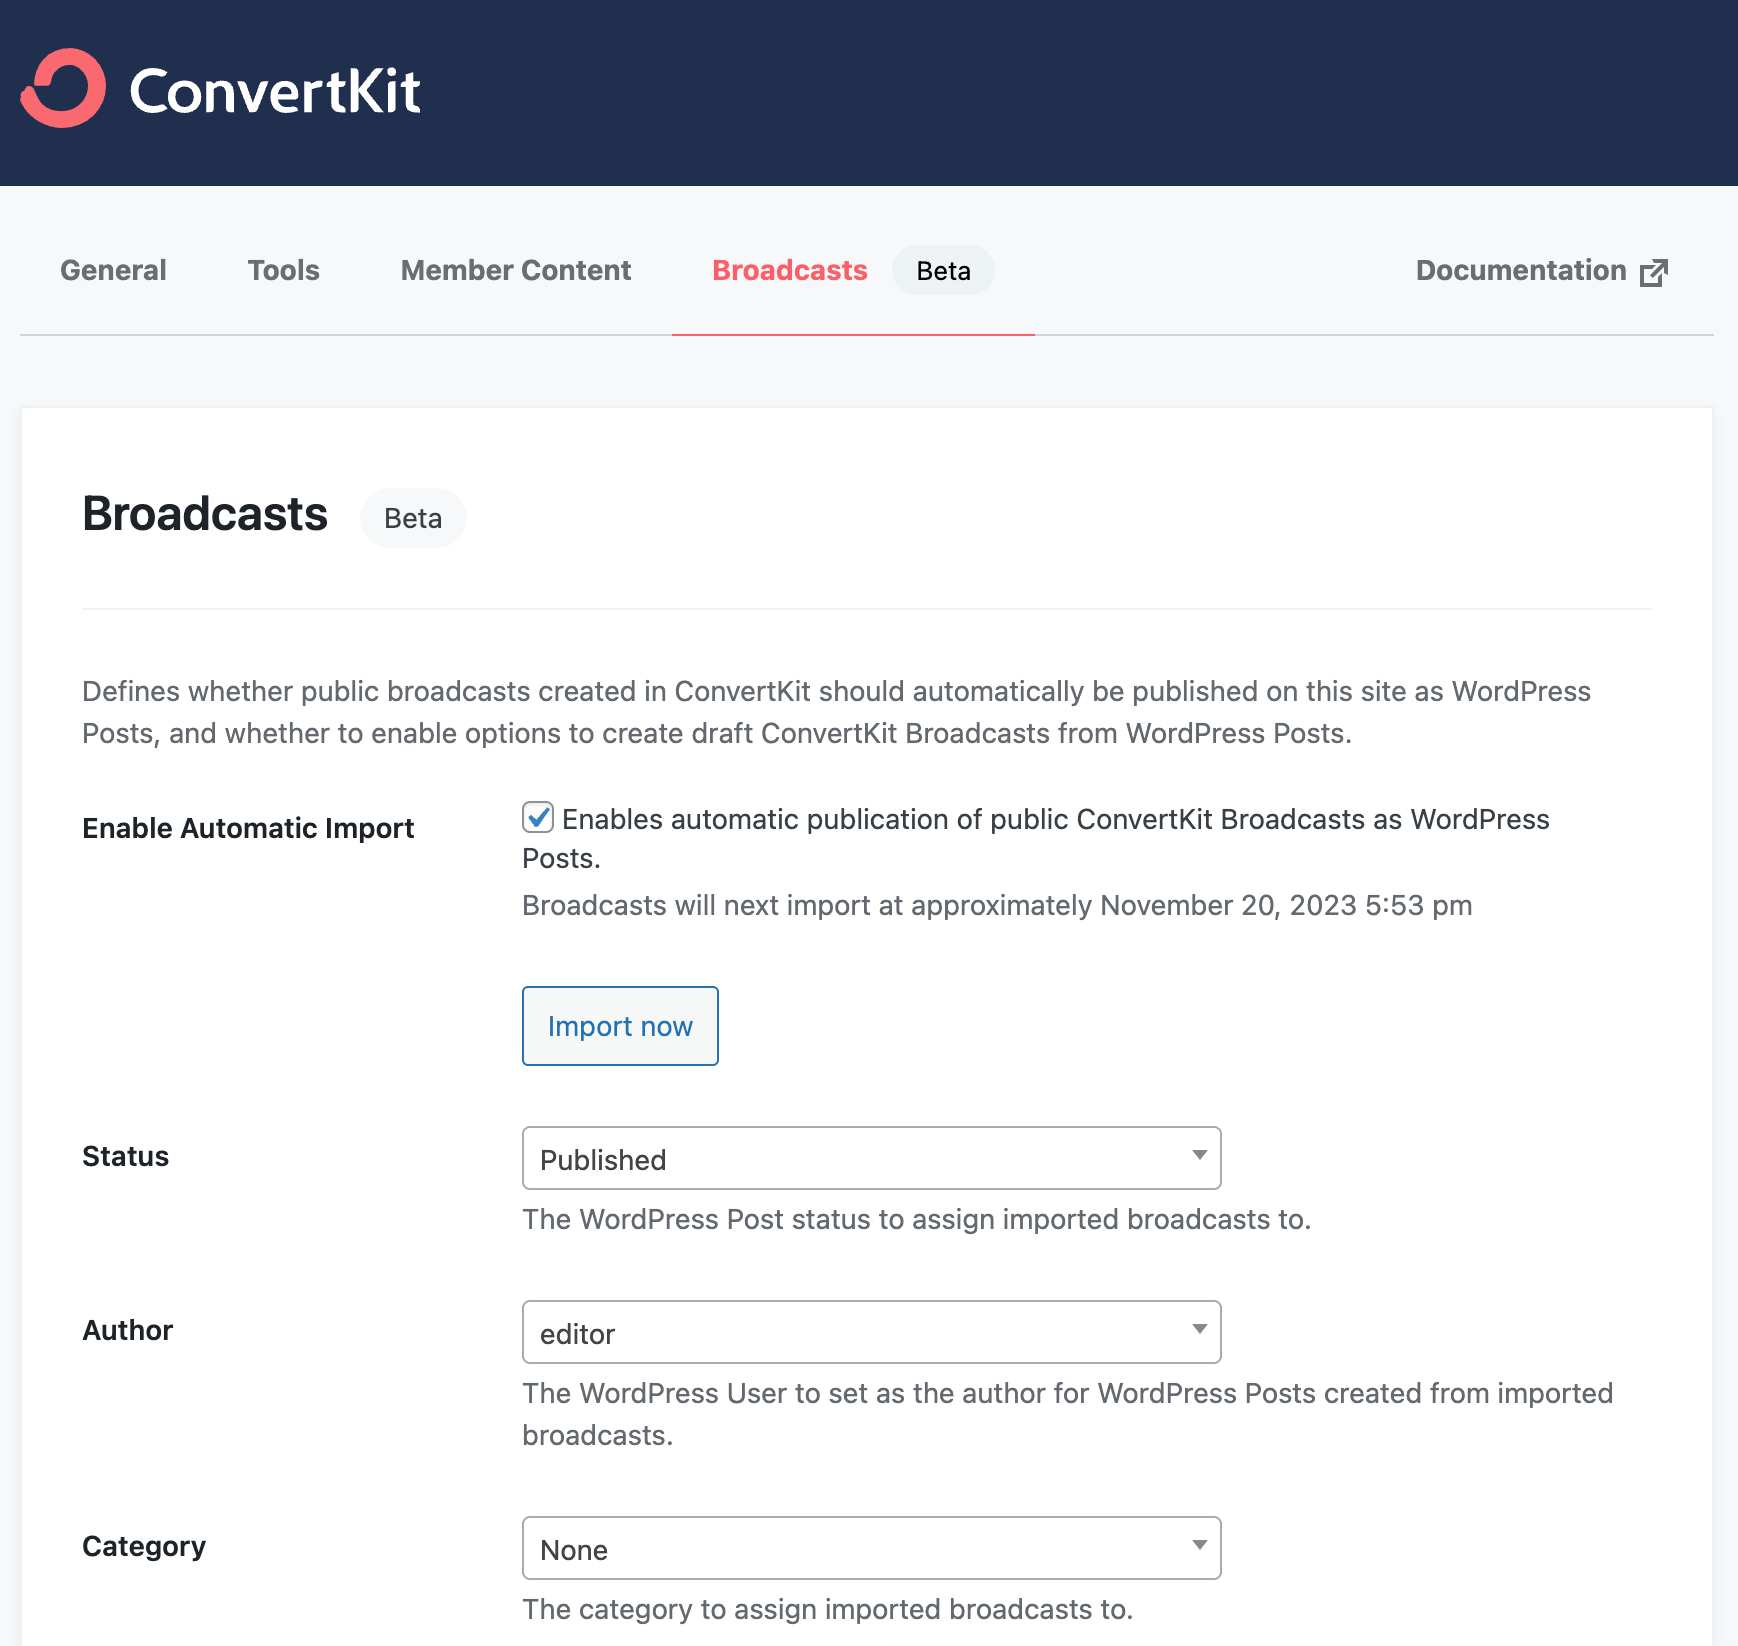 ConvertKit
General
Tools
Member Content
Broadcasts
Beta
Documentation
Broadcasts
Beta
Defines whether public broadcasts created in ConvertKit should automatically be published on this site as WordPress
Posts, and whether to enable options to create draft ConvertKit Broadcasts from WordPress Posts.
Enable Automatic Import
Enables automatic publication of public ConvertKit Broadcasts as WordPress
Posts.
Broadcasts will next import at approximately November 20, 2023 5:53 pm
Import now
Status
Published
The WordPress Post status to assign imported broadcasts to.
Author
editor
The WordPress User to set as the author for WordPress Posts created from imported
broadcasts.
Category
None
The category to assign imported broadcasts to.